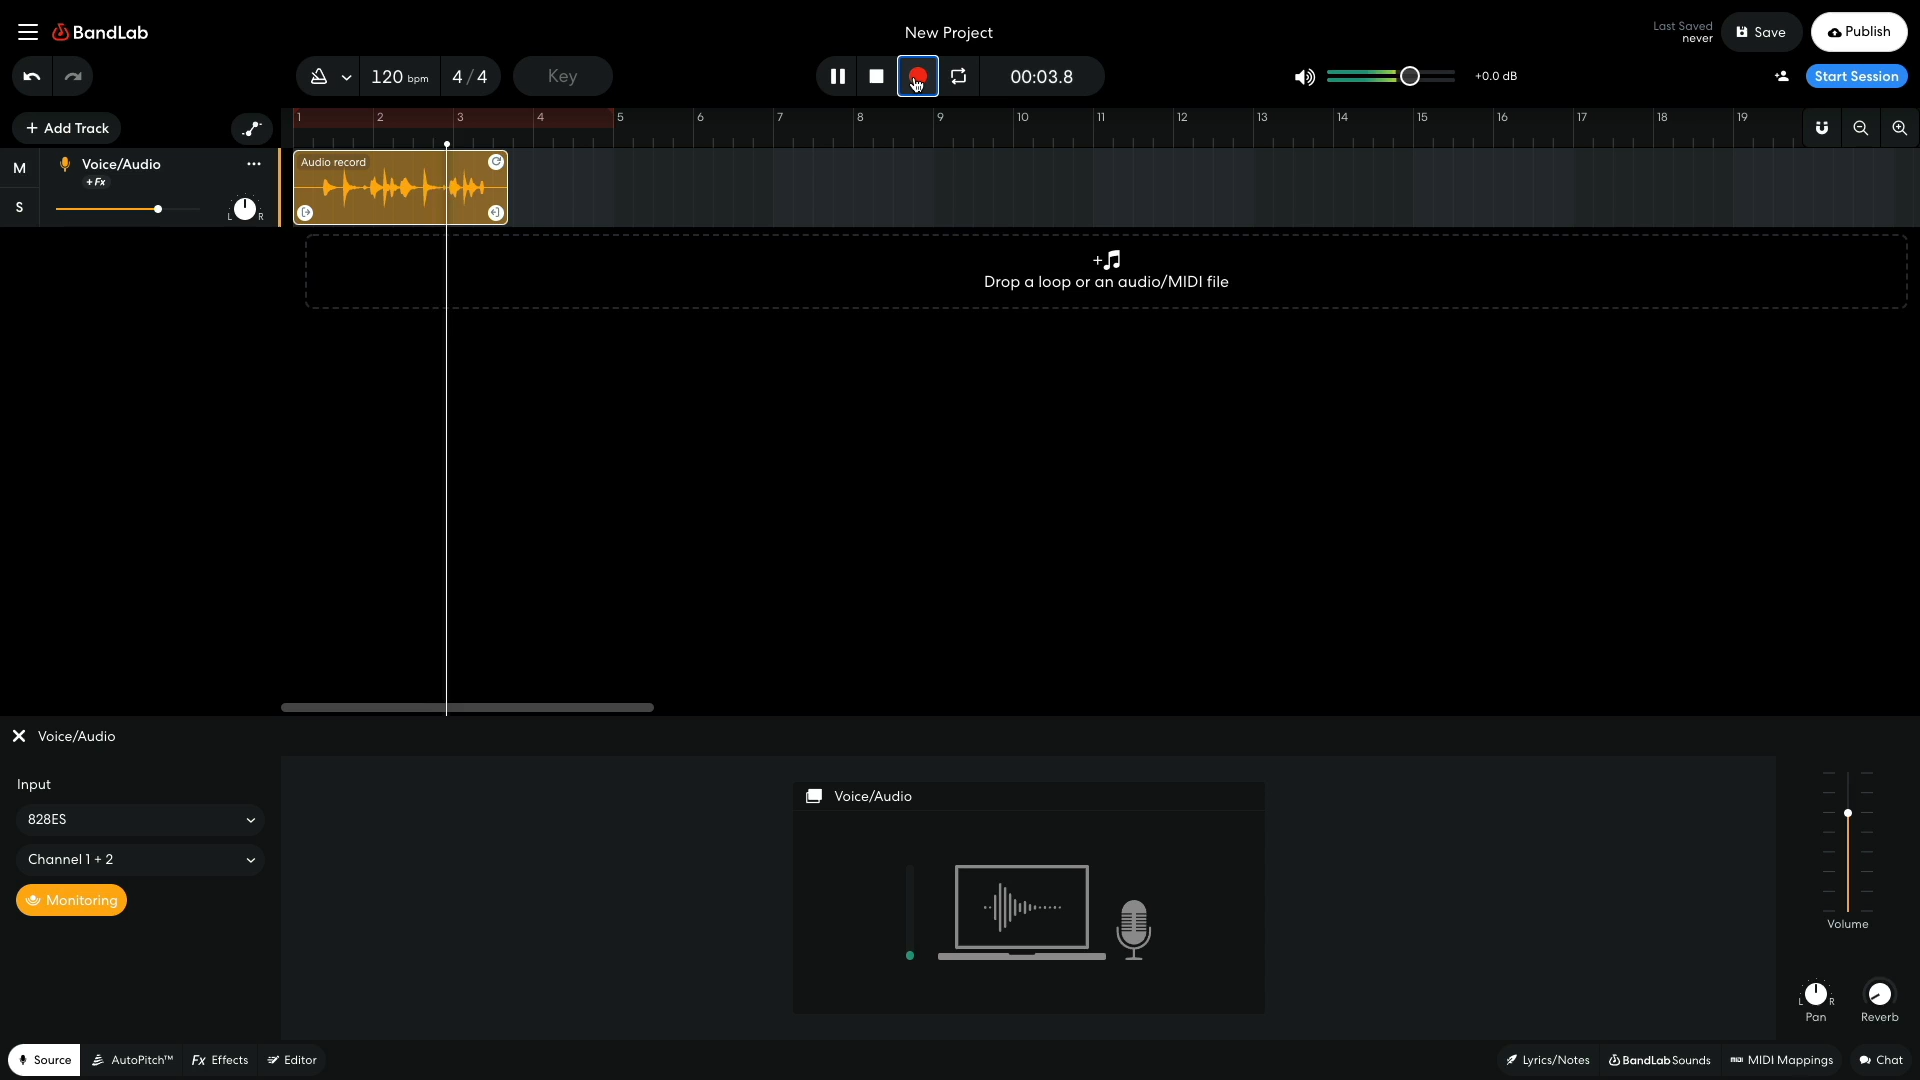 BandLab
New Project
Last Saved
never
Save
Publish
120 bpm
4/4
Key
00:03.8
+0.0 dB
Start Session
+ Add Track
1 2 3 4 5 6 7 8 9 10 11 12 13 14 15 16 17 18 19
M
Voice/Audio
+Fx
S
L R
Audio record
Drop a loop or an audio/MIDI file
Voice/Audio
Input
828ES
Channel 1 + 2
Monitoring
Voice/Audio
Volume
L R
Pan
Reverb
Source
AutoPitch™
Fx Effects
Editor
Lyrics/Notes
BandLab Sounds
MIDI Mappings
Chat